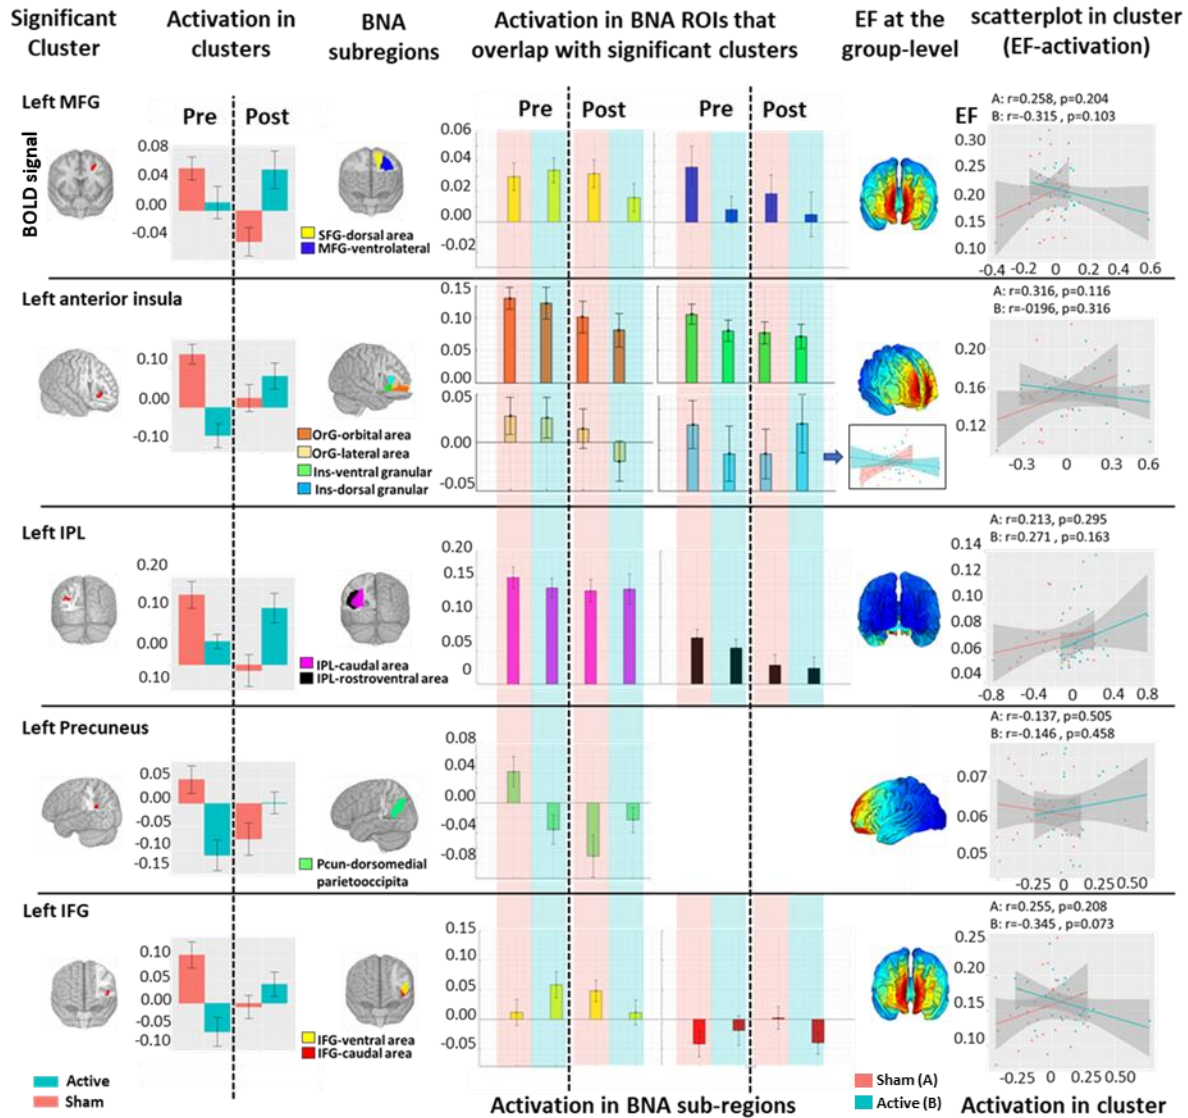 Significant
Cluster
Activation in
clusters
BNA
subregions
Activation in BNA ROIs that
overlap with significant clusters
EF at the
group-level
scatterplot in cluster
(EF-activation)
Left MFG
BOLD signal
Pre
Post
0.08
0.04
0.00
-0.04
SFG-dorsal area
MFG-ventrolateral
Pre
Post
Pre
Post
0.06
0.04
0.02
0.00
-0.02
A: r=0.258, p=0.204
B: r=-0.315, p=0.103
EF
0.30
0.25
0.20
0.15
0.10
-0.4 -0.2 0 0.2 0.4 0.6
Left anterior insula
0.10
0.00
-0.10
OrG-orbital area
OrG-lateral area
Ins-ventral granular
Ins-dorsal granular
0.15
0.10
0.05
0.00
0.05
0.00
-0.05
A: r=0.316, p=0.116
B: r=-0196, p=0.316
0.20
0.16
0.12
-0.3 0 0.3 0.6
Left IPL
0.20
0.10
0.00
0.10
IPL-caudal area
IPL-rostroventral area
0.20
0.15
0.10
0.05
0
A: r=0.213, p=0.295
B: r=0.271 , p=0.163
0.14
0.12
0.10
0.08
0.06
0.04
-0.8 -0.4 0 0.4 0.8
Left Precuneus
0.05
0.00
-0.05
-0.10
-0.15
Pcun-dorsomedial
parietooccipita
0.08
0.04
0.00
-0.04
-0.08
A: r=-0.137, p=0.505
B: r=-0.146 , p=0.458
0.07
0.06
0.05
-0.25 0 0.25 0.50
Left IFG
0.10
0.05
0.00
-0.05
-0.10
IFG-ventral area
IFG-caudal area
0.15
0.10
0.05
0.00
-0.05
A: r=0.255, p=0.208
B: r=-0.345, p=0.073
0.25
0.20
0.15
0.10
-0.25 0 0.25 0.50
Active
Sham
Activation in BNA sub-regions
Sham (A)
Active (B)
Activation in cluster